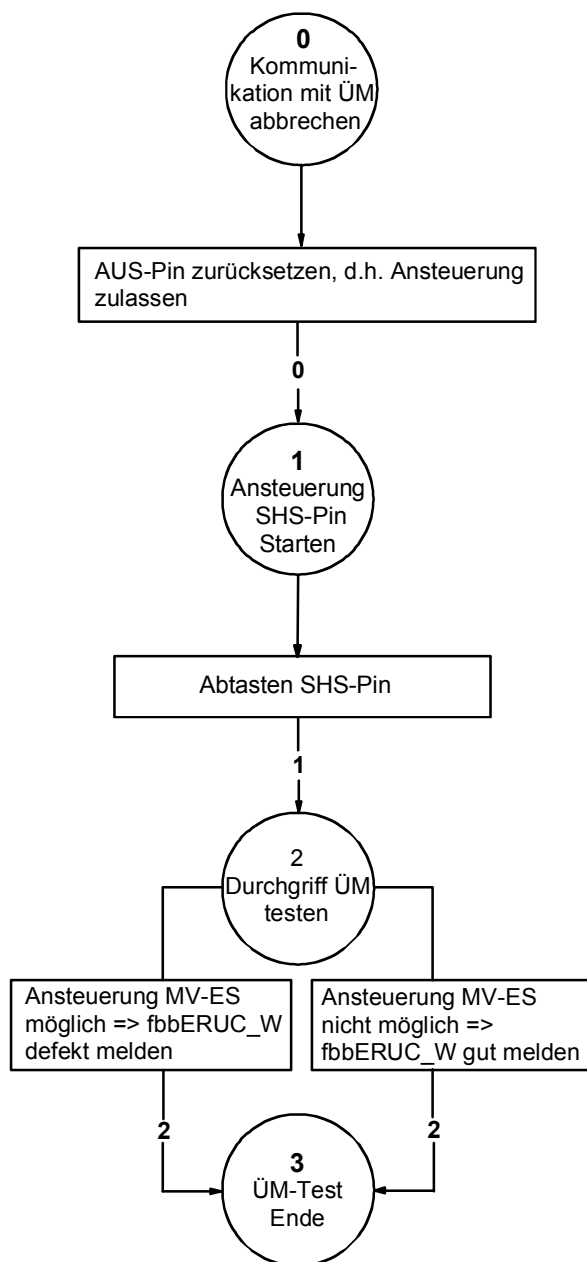 0
Kommuni-
kation mit ÜM
abbrechen
AUS-Pin zurücksetzen, d.h. Ansteuerung
zulassen
0
1
Ansteuerung
SHS-Pin
Starten
Abtasten SHS-Pin
1
2
Durchgriff ÜM
testen
Ansteuerung MV-ES
möglich => fbbERUC_W
defekt melden
Ansteuerung MV-ES
nicht möglich =>
fbbERUC_W gut melden
2
2
3
ÜM-Test
Ende